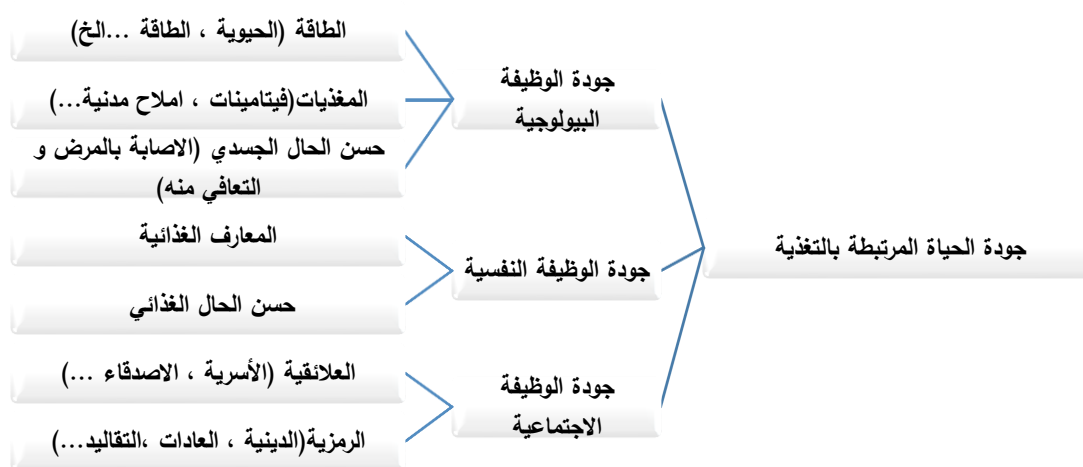 جودة الحياة المرتبطة بالتغذية
جودة الوظيفة
البيولوجية
الطاقة (الحيوية ، الطاقة ...الخ)
المغذيات(فيتامينات ، املاح مدنية...)
حسن الحال الجسدي (الاصابة بالمرض و
التعافي منه)
جودة الوظيفة النفسية
المعارف الغذائية
حسن الحال الغذائي
جودة الوظيفة
الاجتماعية
العلائقية (الأسرية ، الاصدقاء ...)
الرمزية(الدينية ، العادات ،التقاليد...)